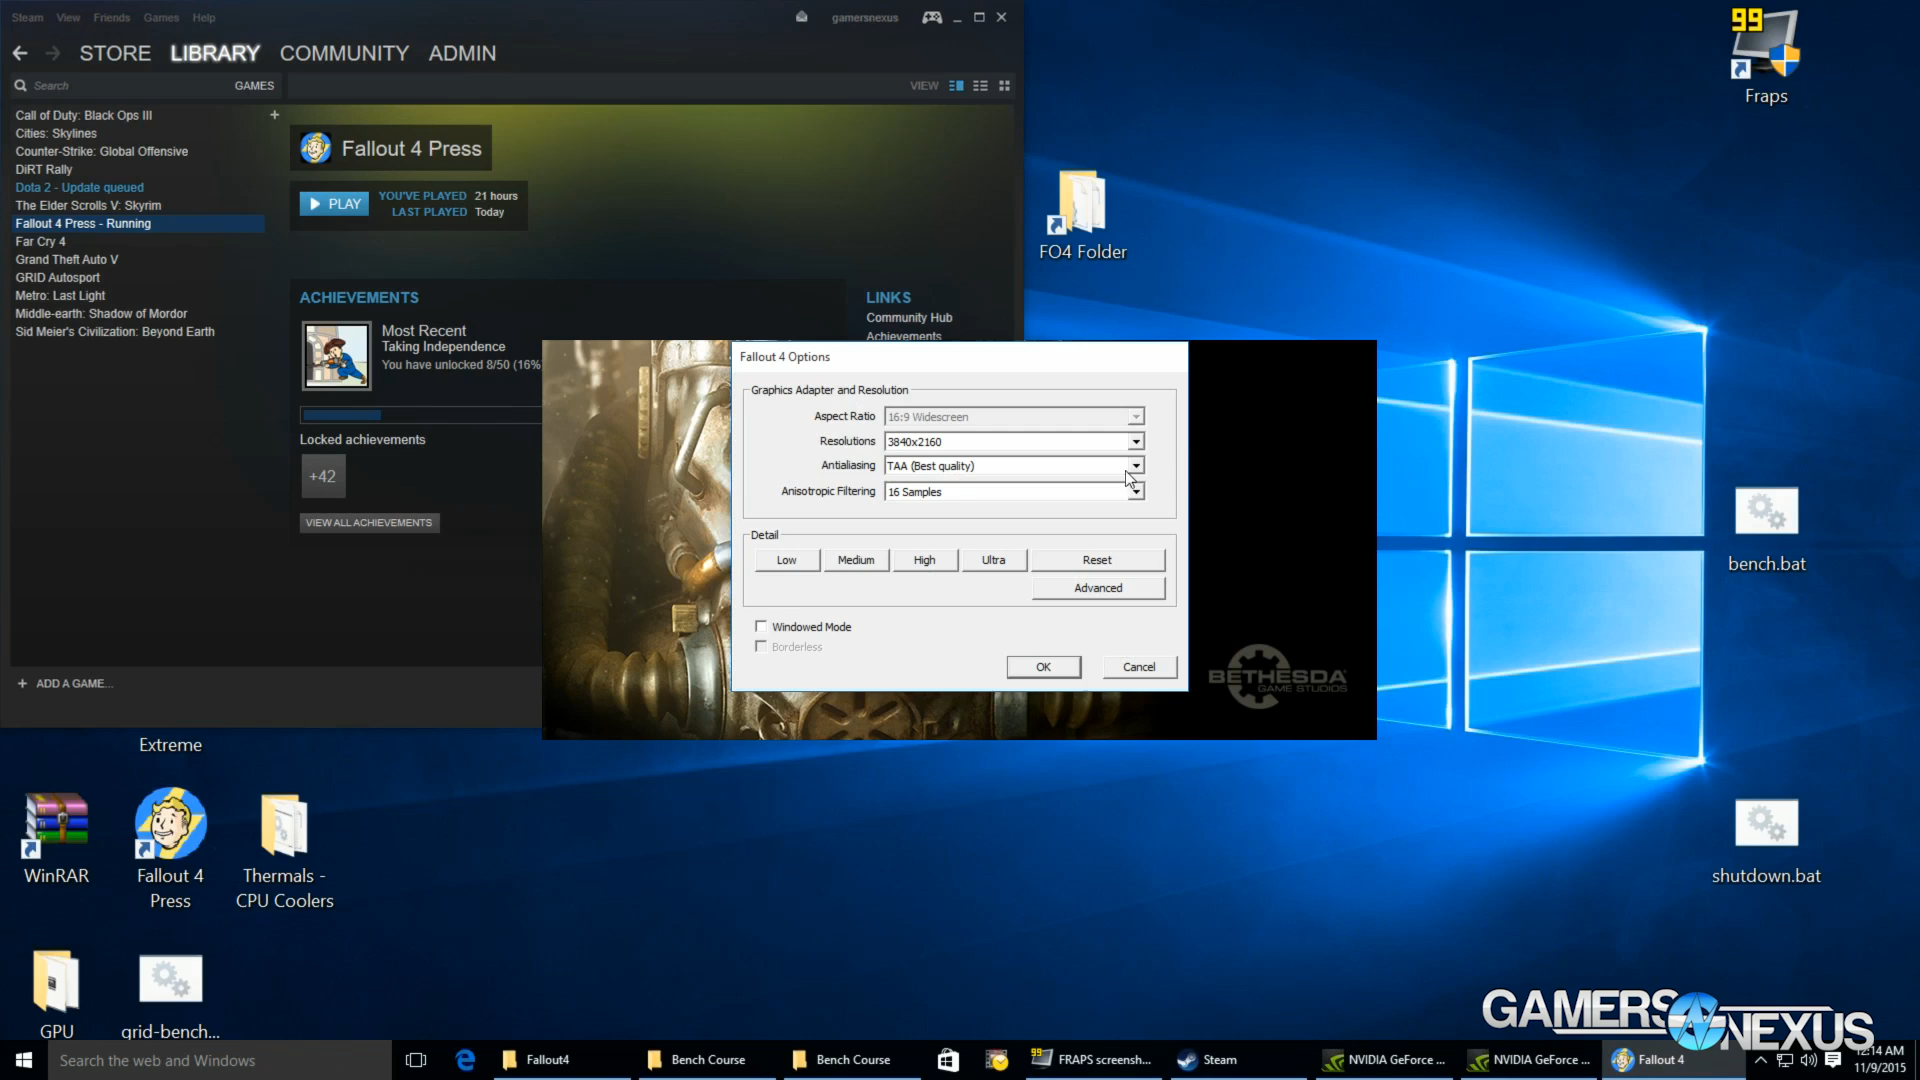 Steam View Friends Games Help
gamersnexus
STORE LIBRARY COMMUNITY ADMIN
Search
GAMES
VIEW
Call of Duty: Black Ops III
Cities: Skylines
Counter-Strike: Global Offensive
DiRT Rally
Dota 2 - Update queued
The Elder Scrolls V: Skyrim
Fallout 4 Press - Running
Far Cry 4
Grand Theft Auto V
GRID Autosport
Metro: Last Light
Middle-earth: Shadow of Mordor
Sid Meier's Civilization: Beyond Earth
+ ADD A GAME...
Fallout 4 Press
PLAY
YOU'VE PLAYED 21 hours
LAST PLAYED Today
ACHIEVEMENTS
Most Recent
Taking Independence
You have unlocked 8/50 (16%
Locked achievements
+42
VIEW ALL ACHIEVEMENTS
LINKS
Community Hub
Achievements
Fallout 4 Options
Graphics Adapter and Resolution
Aspect Ratio 16:9 Widescreen
Resolutions 3840x2160
Antialiasing TAA (Best quality)
Anisotropic Filtering 16 Samples
Detail
Low Medium High Ultra Reset
Advanced
Windowed Mode
Borderless
OK Cancel
BETHESDA
GAME STUDIOS
99
Fraps
FO4 Folder
bench.bat
shutdown.bat
Extreme
WinRAR
Fallout 4
Press
Thermals -
CPU Coolers
GPU
grid-bench...
GAMERS NEXUS
Search the web and Windows
Fallout4
Bench Course
Bench Course
99
FRAPS screensh...
Steam
NVIDIA GeForce ...
NVIDIA GeForce ...
Fallout 4
12:14 AM
11/9/2015